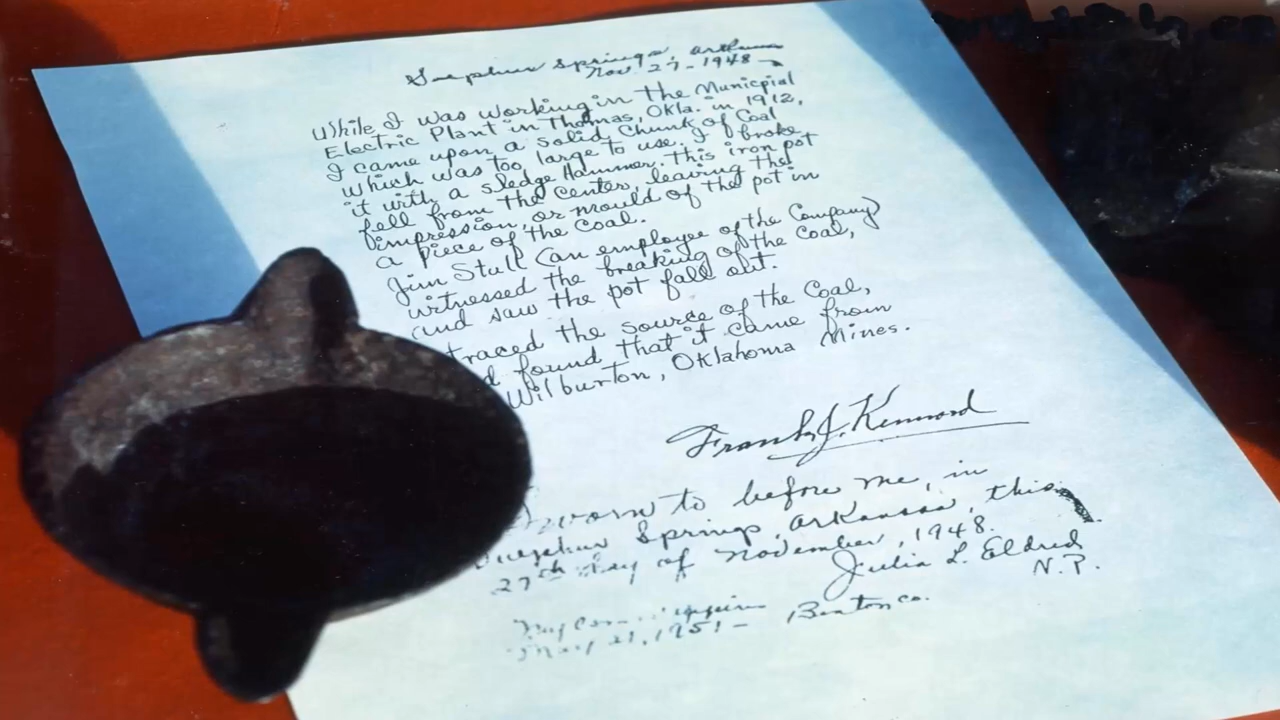 Sulphur Springs, Arkansas
Nov. 27-1948
While I was working in the Municpial
Electric Plant in Thomas, Okla. in 1912,
I came upon a solid chunk of Coal
which was too large to use. I broke
it with a sledge Hammer. This iron pot
fell from the center, leaving the
impression, or mould of the pot in
a piece of the coal.
Jim Stull (an employee of the Company)
witnessed the breaking of the coal,
and saw the pot fall out.
traced the source of the Coal,
found that it came from
Wilburton, Oklahoma Mines.
Frank J. Kennord
Sworn to before me, in
Sulphur Springs, Arkansas, this
27th day of November, 1948.
Julia L. Eldred
N.P.
My Com. expires
21, 1951- Benton co.